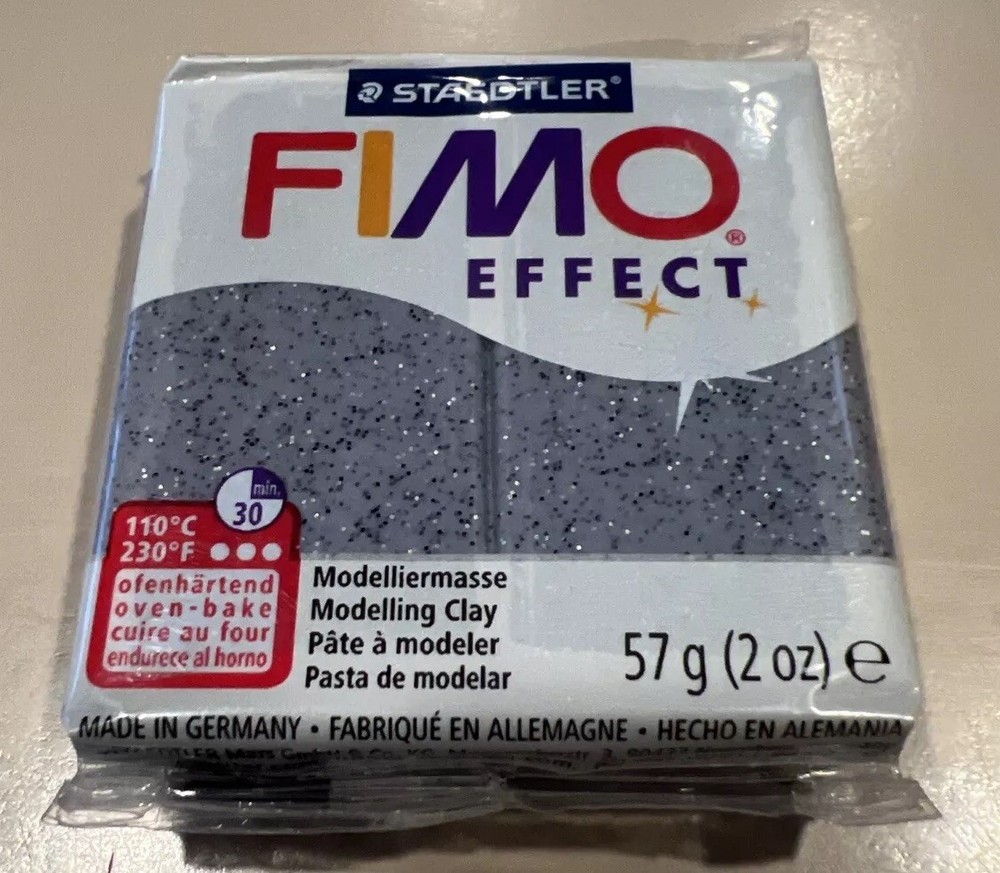 STAEDTLER®
FIMO®
EFFECT
min.
30
110°C
230°F
ofenhärtend
oven-bake
cuire au four
endurece al horno
Modelliermasse
Modelling Clay
Pâte à modeler
Pasta de modelar
57 g (2 oz) e
MADE IN GERMANY • FABRIQUÉ EN ALLEMAGNE • HECHO EN ALEMANIA